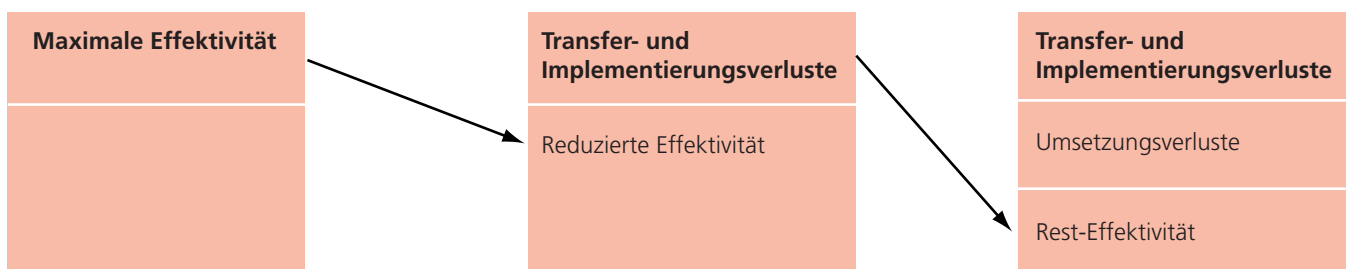 Maximale Effektivität
Transfer- und
Implementierungsverluste
Reduzierte Effektivität
Transfer- und
Implementierungsverluste
Umsetzungsverluste
Rest-Effektivität